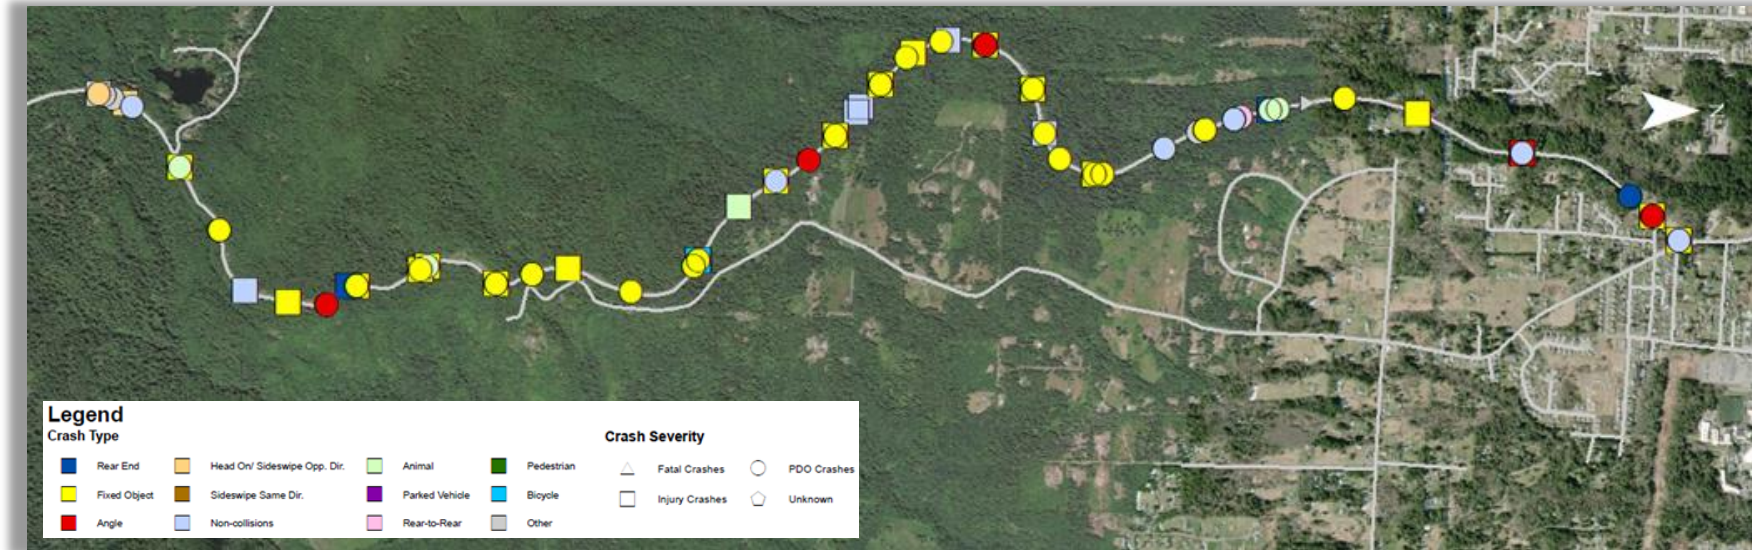 Legend
Crash Type
Crash Severity
Rear End Head On/ Sideswipe Opp. Dir. Animal Pedestrian Fatal Crashes PDO Crashes
Fixed Object Sideswipe Same Dir. Parked Vehicle Bicycle Injury Crashes Unknown
Angle Non-collisions Rear-to-Rear Other